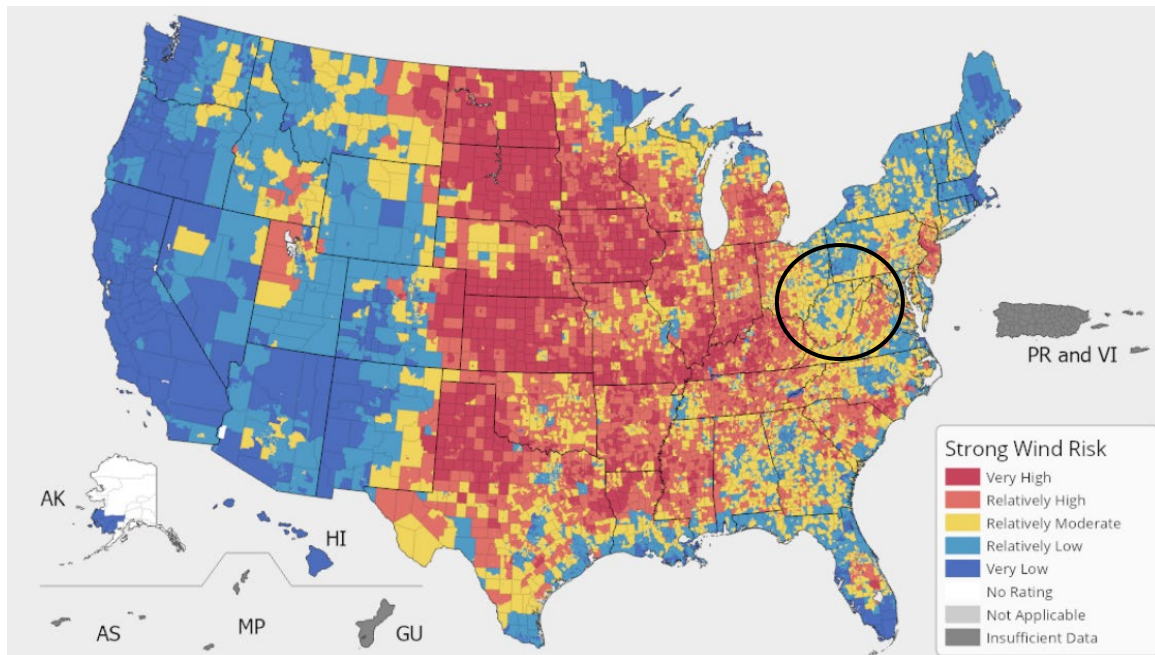 AK
HI
AS
MP
GU
PR and VI
Strong Wind Risk
Very High
Relatively High
Relatively Moderate
Relatively Low
Very Low
No Rating
Not Applicable
Insufficient Data